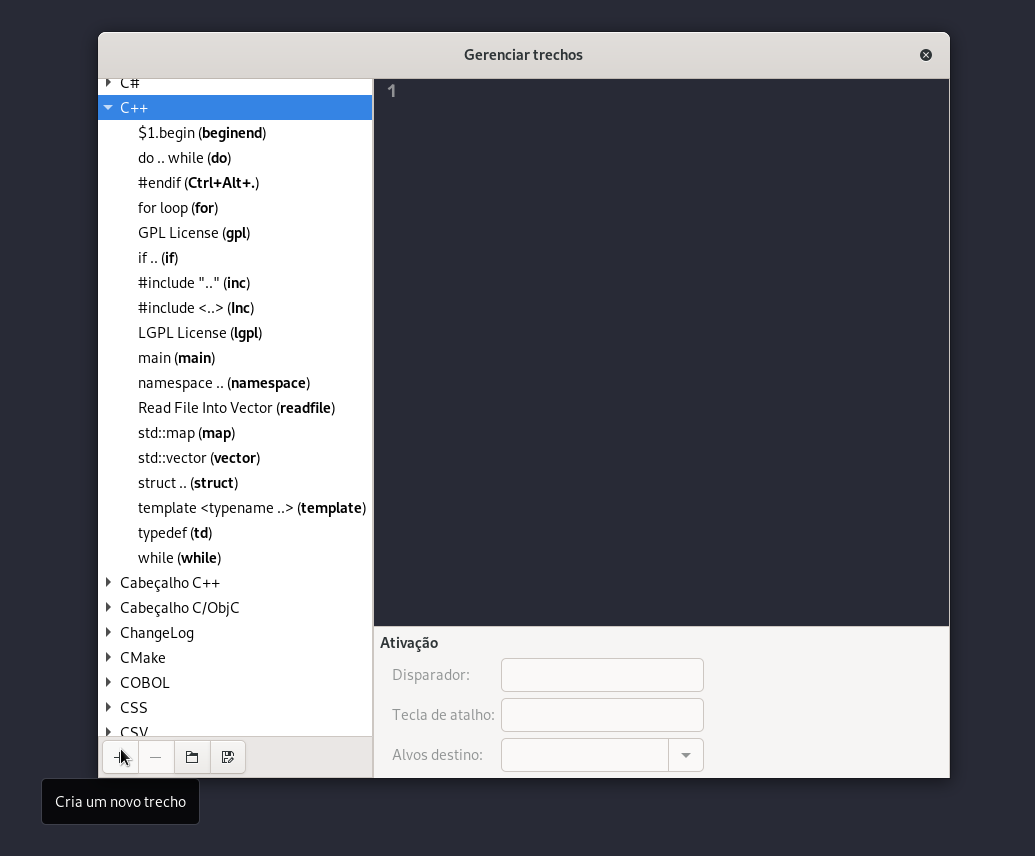 Gerenciar trechos
C#
C++
$1.begin (beginend)
do .. while (do)
#endif (Ctrl+Alt+.)
for loop (for)
GPL License (gpl)
if .. (if)
#include ".." (inc)
#include <..> (Inc)
LGPL License (lgpl)
main (main)
namespace .. (namespace)
Read File Into Vector (readfile)
std::map (map)
std::vector (vector)
struct .. (struct)
template <typename ..> (template)
typedef (td)
while (while)
Cabeçalho C++
Cabeçalho C/ObjC
ChangeLog
CMake
COBOL
CSS
CSV
1
Ativação
Disparador:
Tecla de atalho:
Alvos destino:
Cria um novo trecho